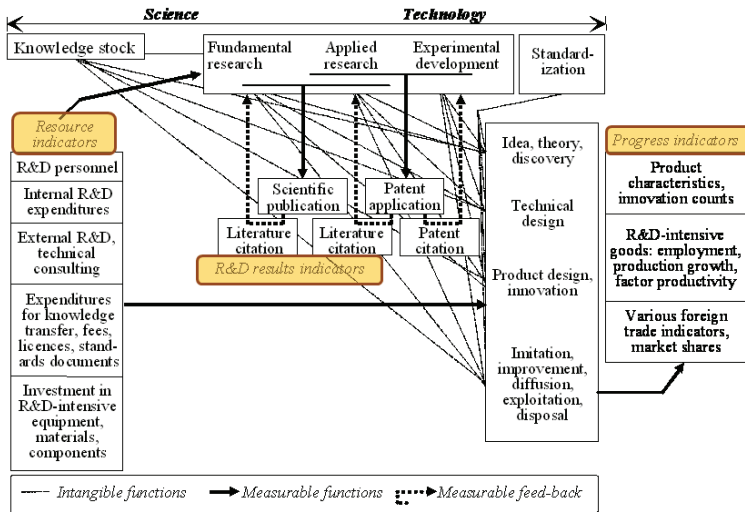 Science
Technology
Knowledge stock
Fundamental
research
Applied
research
Experimental
development
Standard-
ization
Resource
indicators
R&D personnel
Internal R&D
expenditures
External R&D,
technical
consulting
Expenditures
for knowledge
transfer, fees,
licences, stand-
ards documents
Investment in
R&D-intensive
equipment,
materials,
components
Scientific
publication
Patent
application
Literature
citation
Literature
citation
Patent
citation
R&D results indicators
Idea, theory,
discovery
Technical
design
Product design,
innovation
Imitation,
improvement,
diffusion,
exploitation,
disposal
Progress indicators
Product
characteristics,
innovation counts
R&D-intensive
goods: employment,
production growth,
factor productivity
Various foreign
trade indicators,
market shares
Intangible functions
Measurable functions
Measurable feed-back